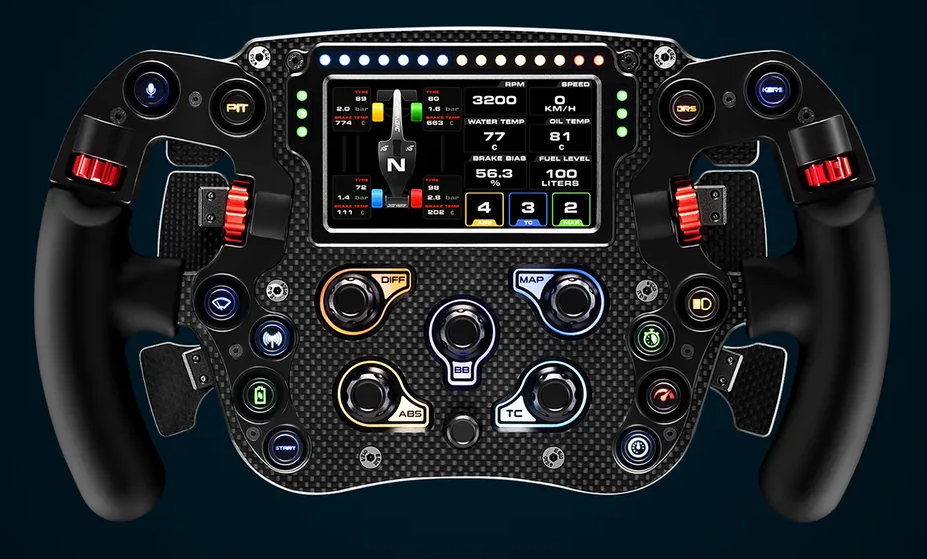 PIT
DRS
KERS
TYRE
89
2.0 bar
BRAKE TEMP
774 C
TYRE
80
1.6 bar
BRAKE TEMP
663 C
N
TYRE
72
1.4 bar
BRAKE TEMP
111 C
TYRE
98
2.8 bar
BRAKE TEMP
202 C
RPM
3200
SPEED
0
KM/H
WATER TEMP
77
C
OIL TEMP
81
C
BRAKE BIAS
56.3
%
FUEL LEVEL
100
LITERS
4
ABS
3
TC
2
MAP
DIFF
MAP
BB
ABS
TC
START